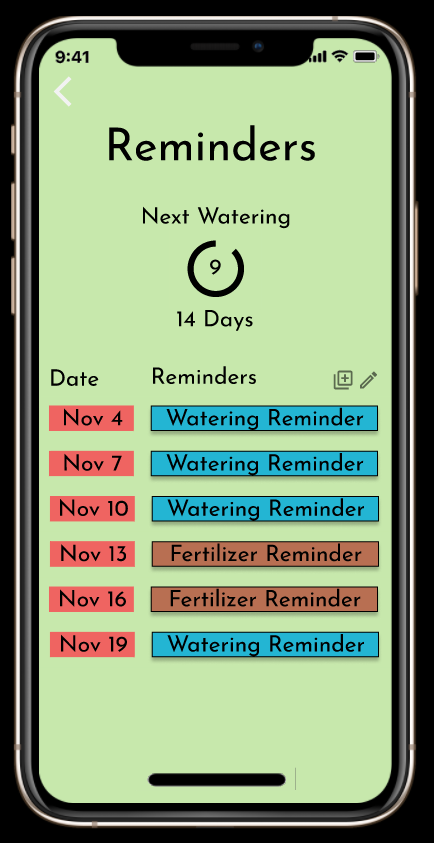 9:41
Reminders
Next Watering
9
14 Days
Date Reminders
Nov 4 Watering Reminder
Nov 7 Watering Reminder
Nov 10 Watering Reminder
Nov 13 Fertilizer Reminder
Nov 16 Fertilizer Reminder
Nov 19 Watering Reminder